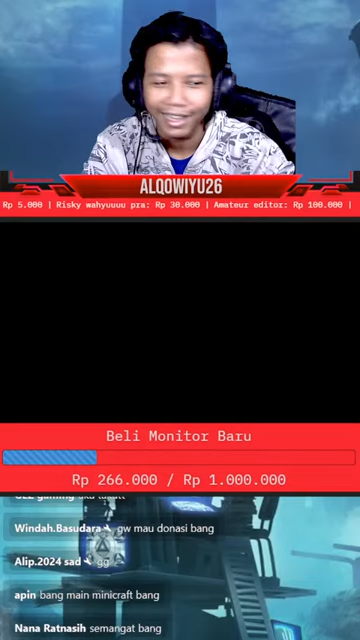 ALQOWIYU26
Rp 5.000 | Risky wahyuuuu pra: Rp 30.000 | Amateur editor: Rp 100.000 |
Beli Monitor Baru
Rp 266.000 / Rp 1.000.000
gaming
Windah.Basudara gw mau donasi bang
Alip.2024 sad gg
apin bang main minicraft bang
Nana Ratnasih semangat bang